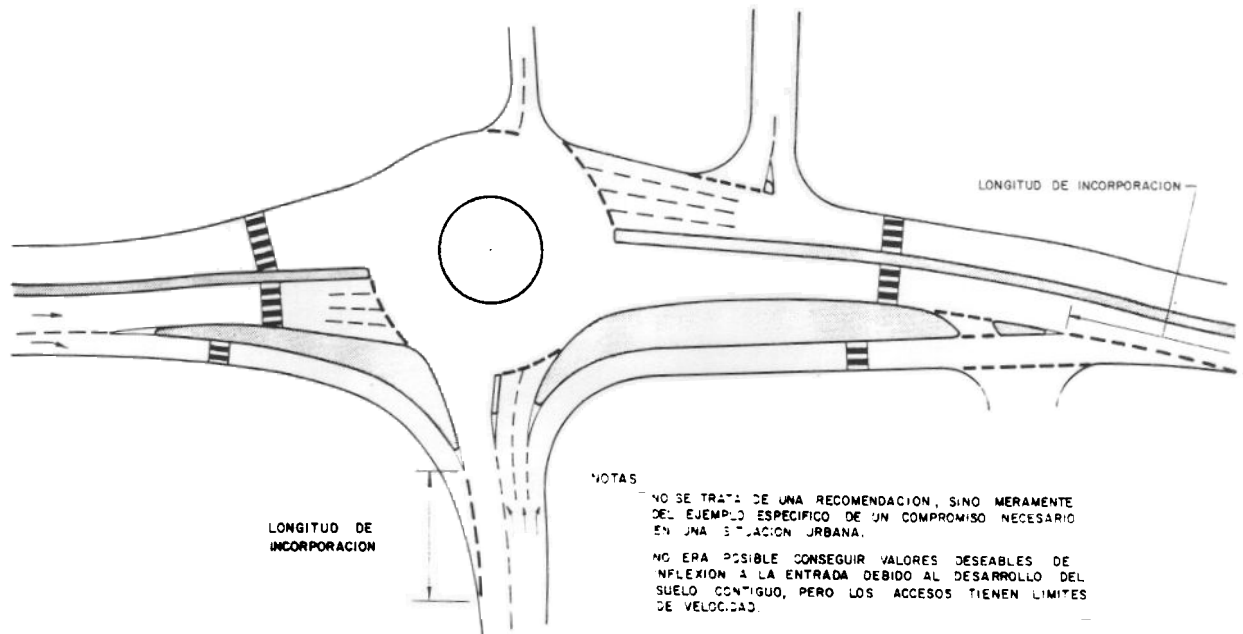 LONGITUD DE INCORPORACION
NOTAS
NO SE TRATA DE UNA RECOMENDACION, SINO MERAMENTE
DEL EJEMPLO ESPECIFICO DE UN COMPROMISO NECESARIO
EN UNA SITUACION URBANA.
NO ERA POSIBLE CONSEGUIR VALORES DESEABLES DE
INFLEXION A LA ENTRADA DEBIDO AL DESARROLLO DEL
SUELO CONTIGUO, PERO LOS ACCESOS TIENEN LIMITES
DE VELOCIDAD.
LONGITUD DE
INCORPORACION